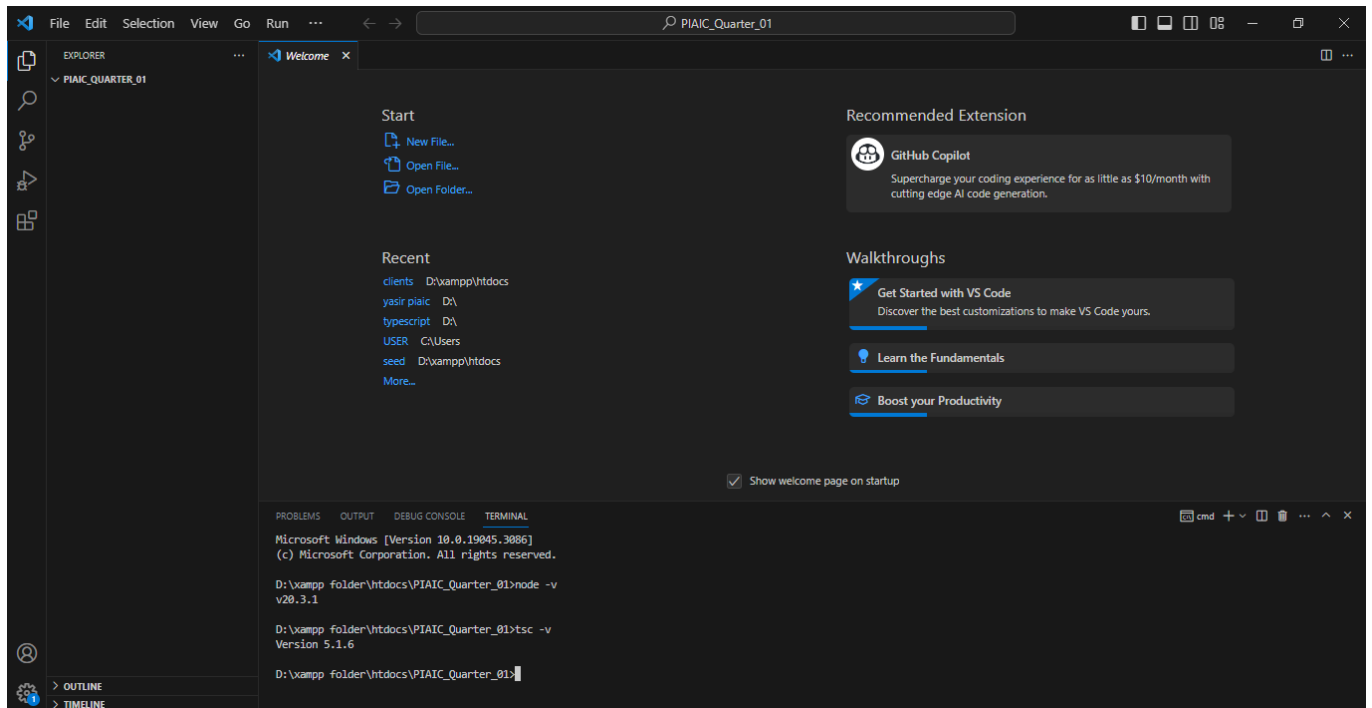 File Edit Selection View Go Run ··· PIAIC_Quarter_01
EXPLORER ···
PIAIC_QUARTER_01
Welcome
Start
New File...
Open File...
Open Folder...
Recent
clients D:\xampp\htdocs
yasir piaic D:\
typescript D:\
USER C:\Users
seed D:\xampp\htdocs
More...
Recommended Extension
GitHub Copilot
Supercharge your coding experience for as little as $10/month with
cutting edge AI code generation.
Walkthroughs
Get Started with VS Code
Discover the best customizations to make VS Code yours.
Learn the Fundamentals
Boost your Productivity
Show welcome page on startup
PROBLEMS OUTPUT DEBUG CONSOLE TERMINAL
cmd
Microsoft Windows [Version 10.0.19045.3086]
(c) Microsoft Corporation. All rights reserved.
D:\xampp folder\htdocs\PIAIC_Quarter_01>node -v
v20.3.1
D:\xampp folder\htdocs\PIAIC_Quarter_01>tsc -v
Version 5.1.6
D:\xampp folder\htdocs\PIAIC_Quarter_01>
OUTLINE
TIMELINE
1